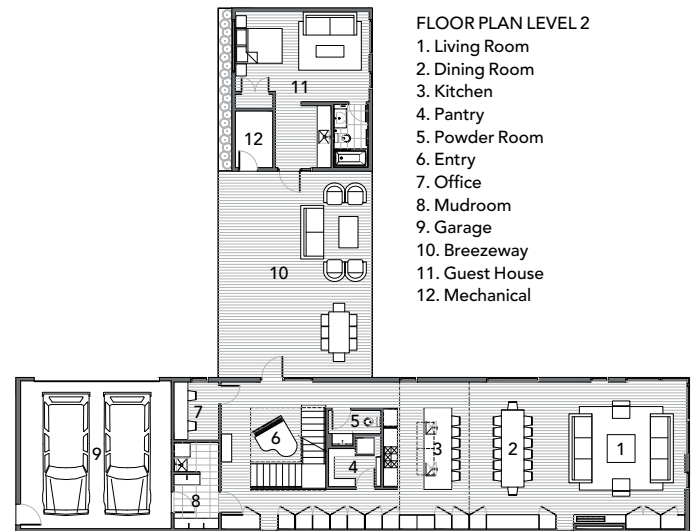 FLOOR PLAN LEVEL 2
1. Living Room
2. Dining Room
3. Kitchen
4. Pantry
5. Powder Room
6. Entry
7. Office
8. Mudroom
9. Garage
10. Breezeway
11. Guest House
12. Mechanical
11
12
10
7
5
6
9
3
2
1
4
8